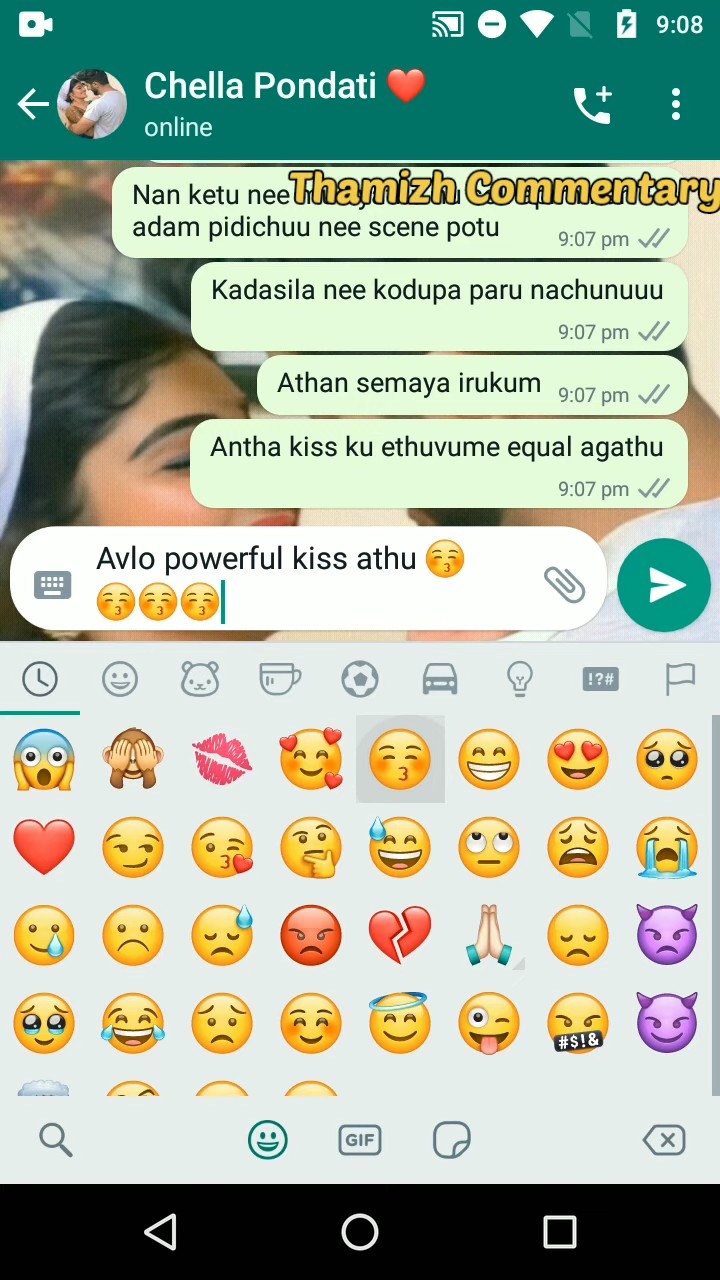 9:08
Chella Pondati ❤️
online
Thamizh Commentary
Nan ketu nee
adam pidichuu nee scene potu
9:07 pm
Kadasila nee kodupa paru nachunuuu
9:07 pm
Athan semaya irukum
9:07 pm
Antha kiss ku ethuvume equal agathu
9:07 pm
Avlo powerful kiss athu 😚
😚😚😚
!?#
#$!&
GIF